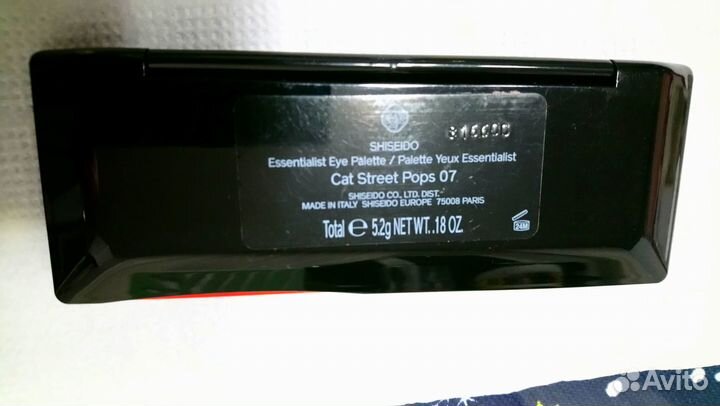 SHISEIDO
Essentialist Eye Palette / Palette Yeux Essentialist
Cat Street Pops 07
SHISEIDO CO., LTD. DIST.
MADE IN ITALY SHISEIDO EUROPE 75008 PARIS
Total ℮ 5.2g NET WT. .18 OZ.
24M
Avito